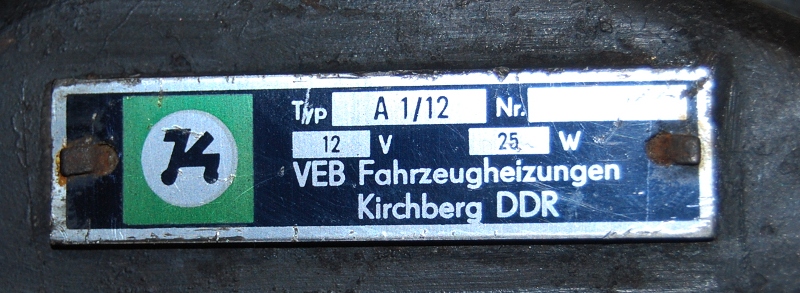 Typ A 1/12 Nr.
12 V 25 W
VEB Fahrzeugheizungen
Kirchberg DDR